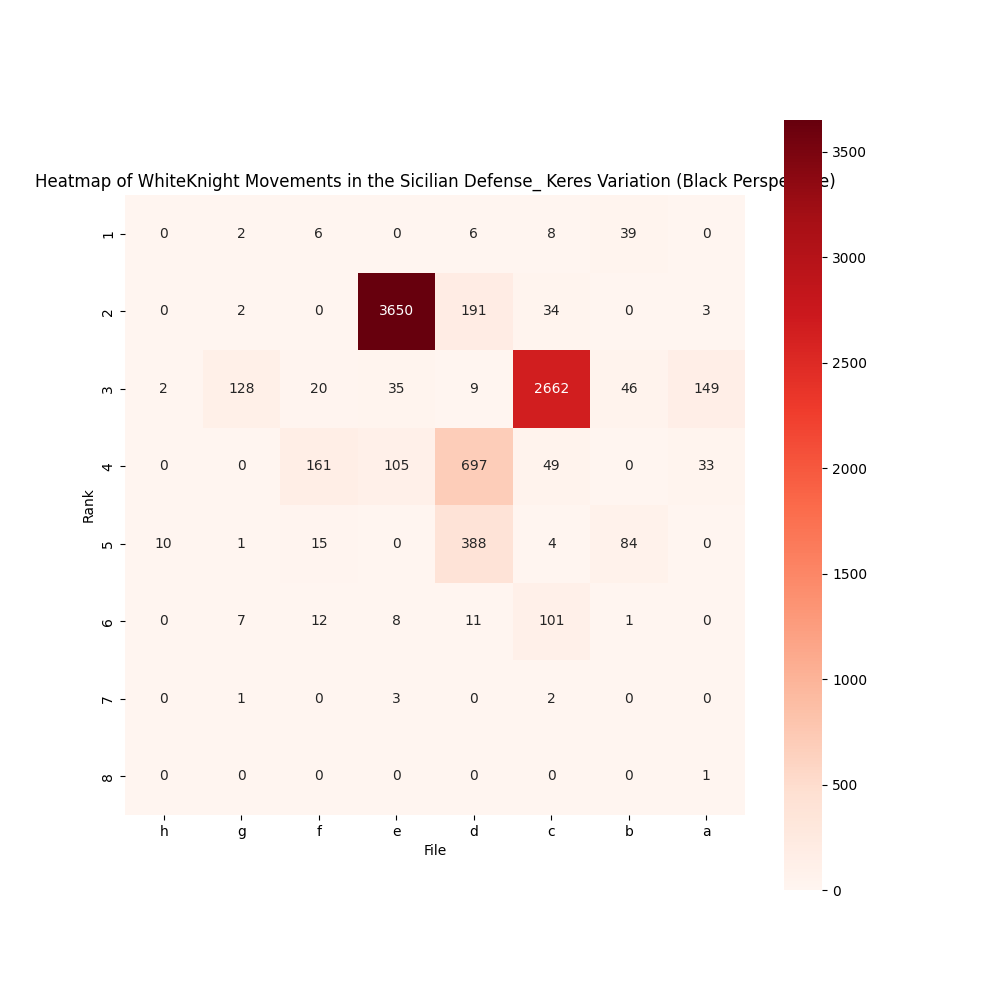 Heatmap of WhiteKnight Movements in the Sicilian Defense_ Keres Variation (Black Perspe e)
1 0 2 6 0 6 8 39 0
2 0 2 0 3650 191 34 0 3
3 2 128 20 35 9 2662 46 149
4 0 0 161 105 697 49 0 33
5 10 1 15 0 388 4 84 0
6 0 7 12 8 11 101 1 0
7 0 1 0 3 0 2 0 0
8 0 0 0 0 0 0 0 1
h g f e d c b a
File
Rank
3500
3000
2500
2000
1500
1000
500
0